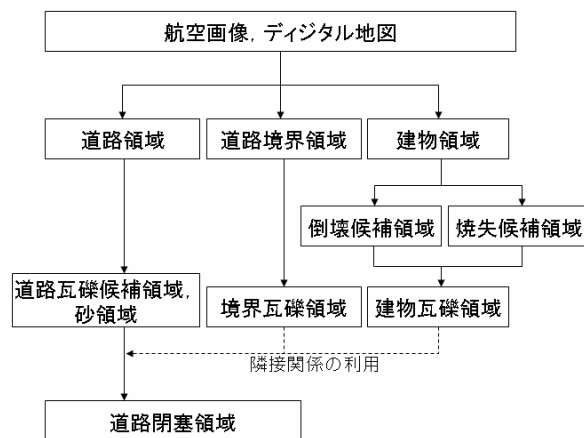 航空画像，ディジタル地図
道路領域
道路境界領域
建物領域
倒壊候補領域
焼失候補領域
道路瓦礫候補領域，
砂領域
境界瓦礫領域
建物瓦礫領域
隣接関係の利用
道路閉塞領域